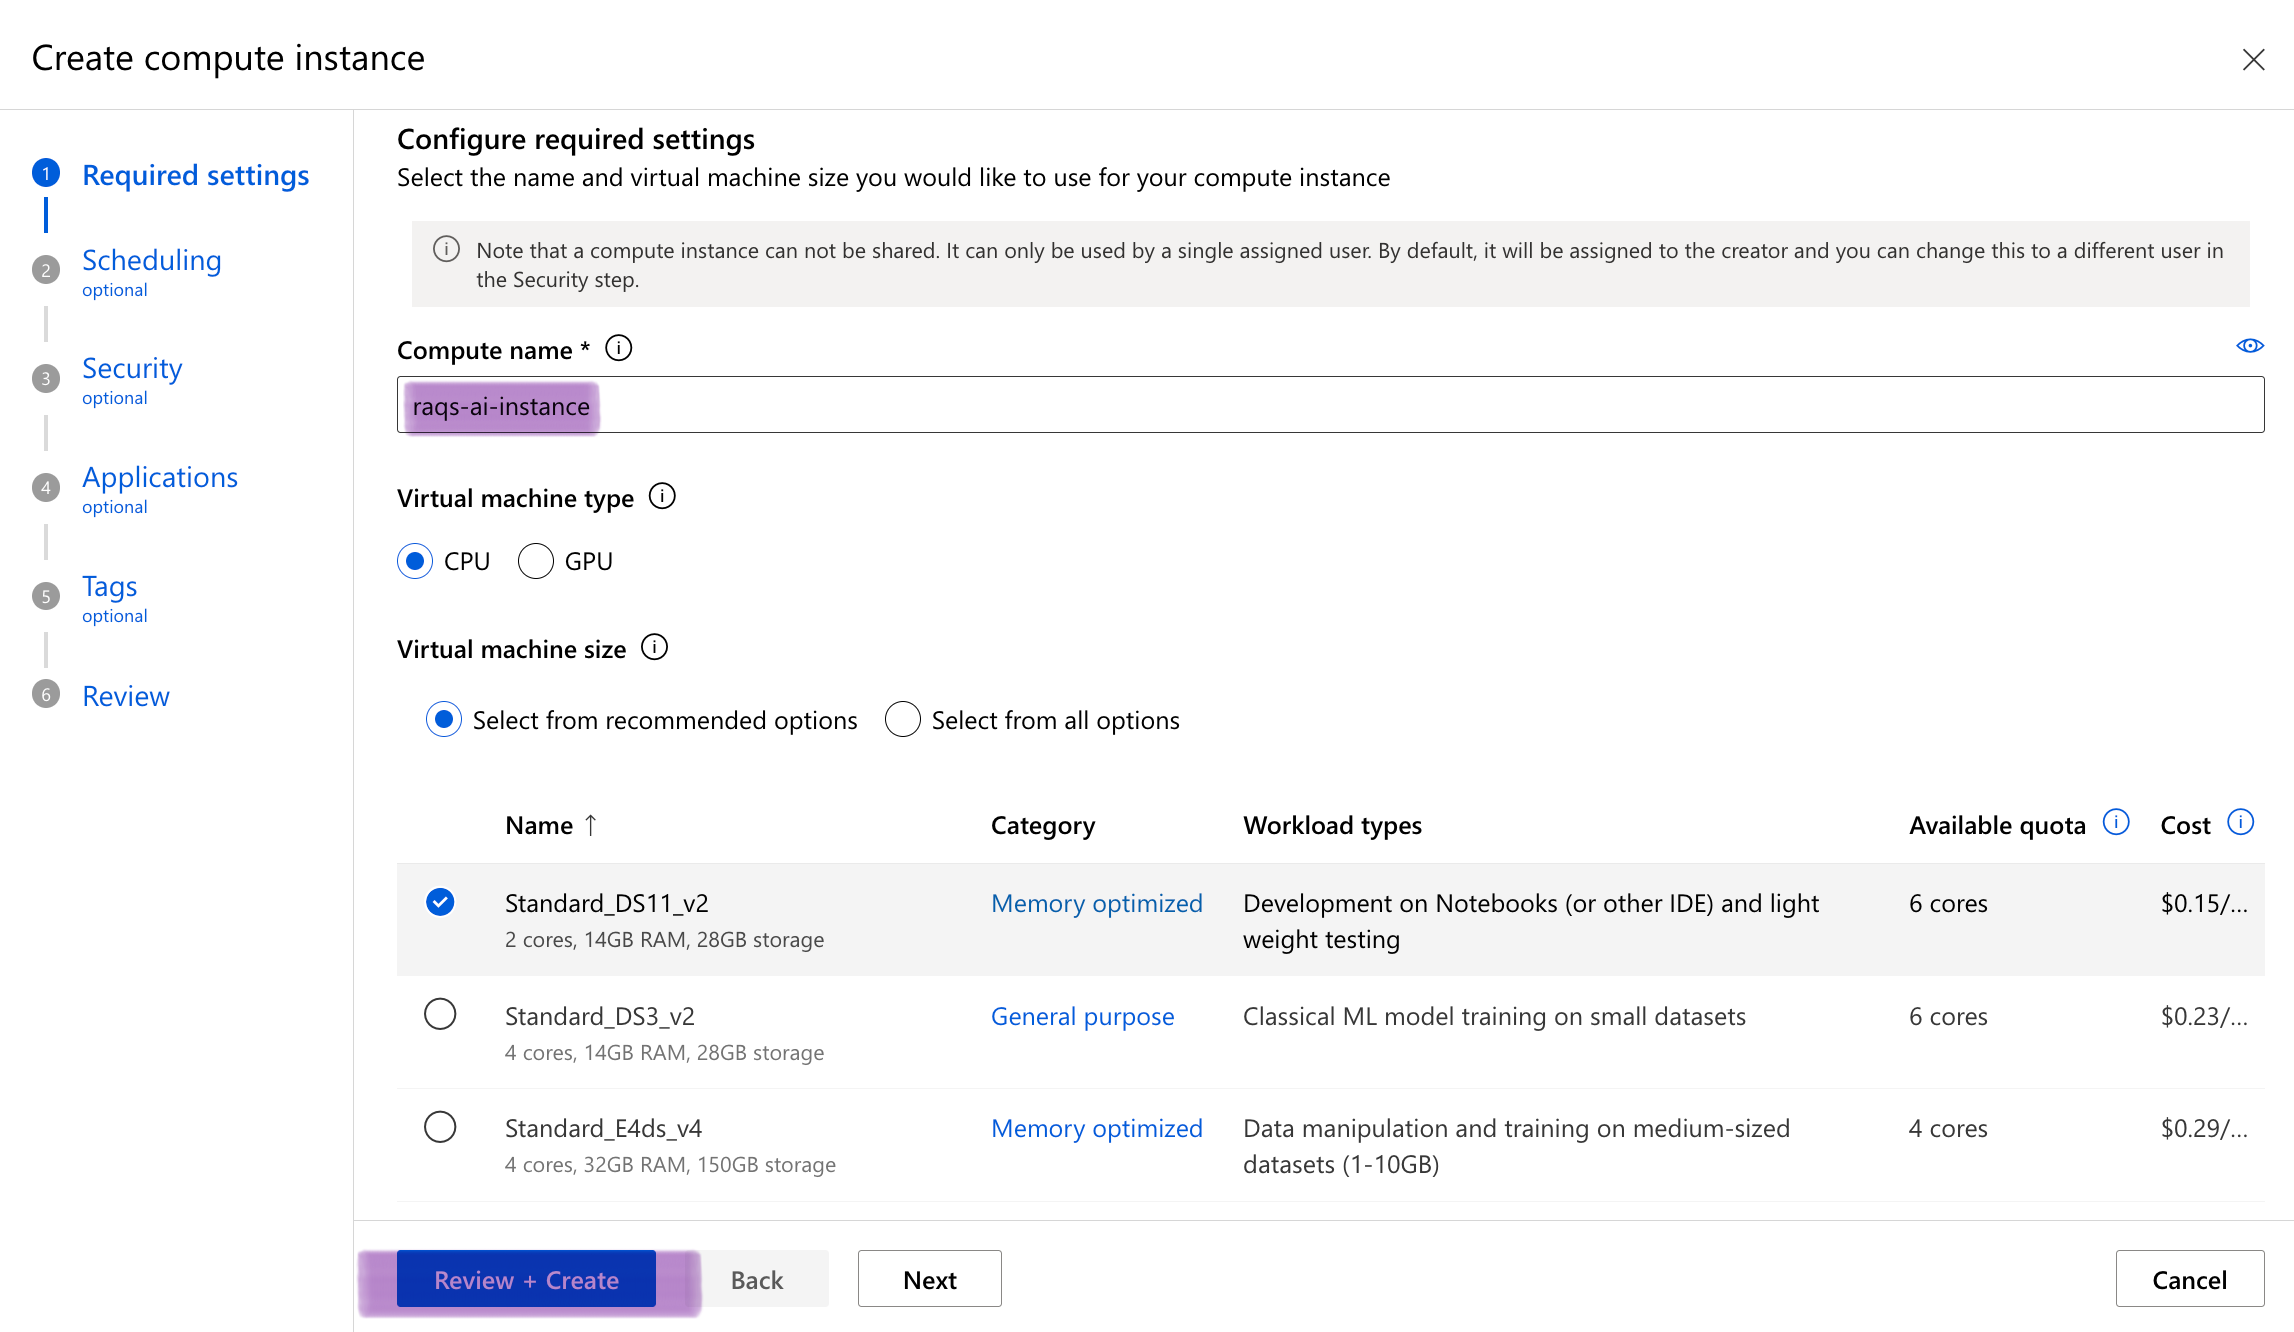 Create compute instance
1 Required settings
2 Scheduling
optional
3 Security
optional
4 Applications
optional
5 Tags
optional
6 Review
Configure required settings
Select the name and virtual machine size you would like to use for your compute instance
Note that a compute instance can not be shared. It can only be used by a single assigned user. By default, it will be assigned to the creator and you can change this to a different user in
the Security step.
Compute name *
raqs-ai-instance
Virtual machine type
CPU GPU
Virtual machine size
Select from recommended options Select from all options
Name ↑ Category Workload types Available quota Cost
Standard_DS11_v2 Memory optimized Development on Notebooks (or other IDE) and light 6 cores $0.15/...
2 cores, 14GB RAM, 28GB storage weight testing
Standard_DS3_v2 General purpose Classical ML model training on small datasets 6 cores $0.23/...
4 cores, 14GB RAM, 28GB storage
Standard_E4ds_v4 Memory optimized Data manipulation and training on medium-sized 4 cores $0.29/...
4 cores, 32GB RAM, 150GB storage datasets (1-10GB)
Review + Create Back Next Cancel